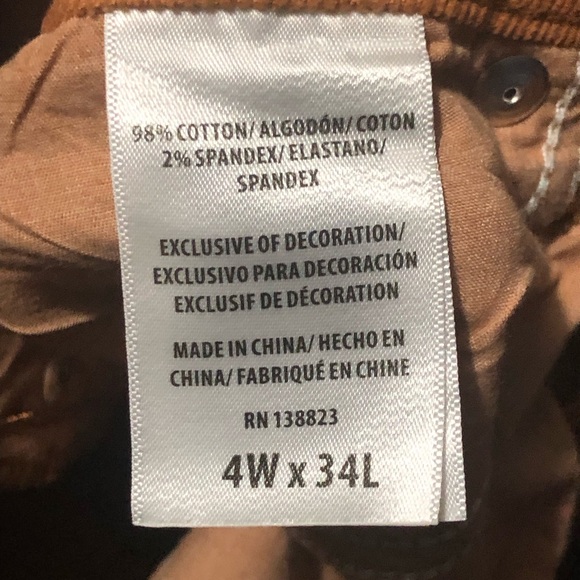 98% COTTON/ ALGODÓN/ COTON
2% SPANDEX/ ELASTANO/
SPANDEX
EXCLUSIVE OF DECORATION/
EXCLUSIVO PARA DECORACIÓN
EXCLUSIF DE DÉCORATION
MADE IN CHINA/ HECHO EN
CHINA/ FABRIQUÉ EN CHINE
RN 138823
4W x 34L